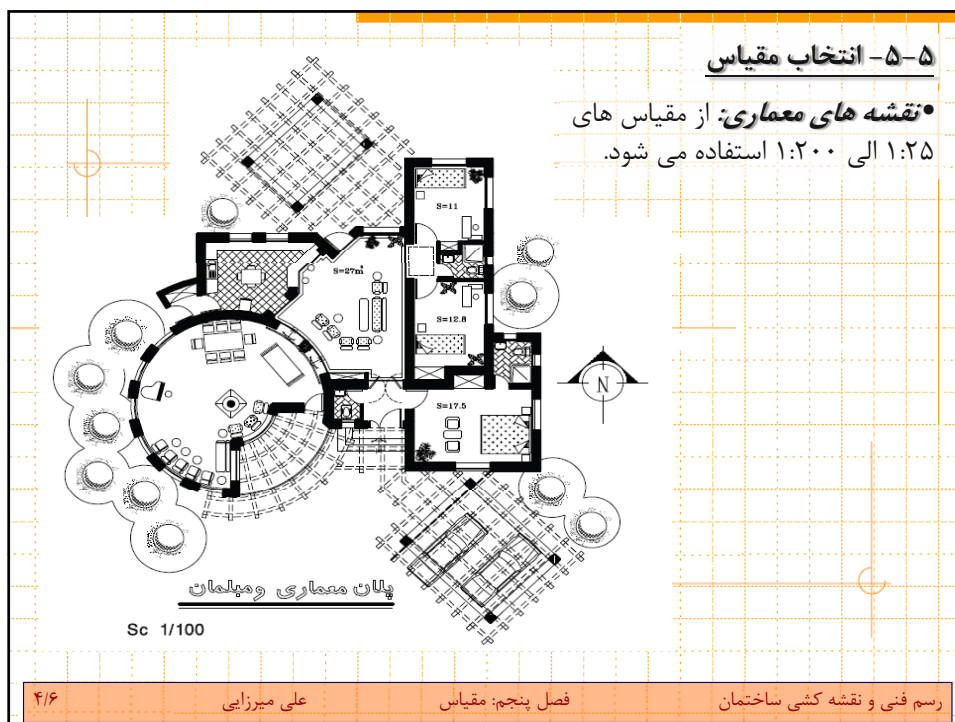 ۵-۵- انتخاب مقیاس
•نقشه های معماری: از مقیاس های
۱:۲۵ الی ۱:۲۰۰ استفاده می شود.
S=11
S=27m²
S=12.8
N
S=17.5
پلان معماری ومبلمان
Sc 1/100
رسم فنی و نقشه کشی ساختمان
فصل پنجم: مقیاس
علی میرزایی
۴/۶